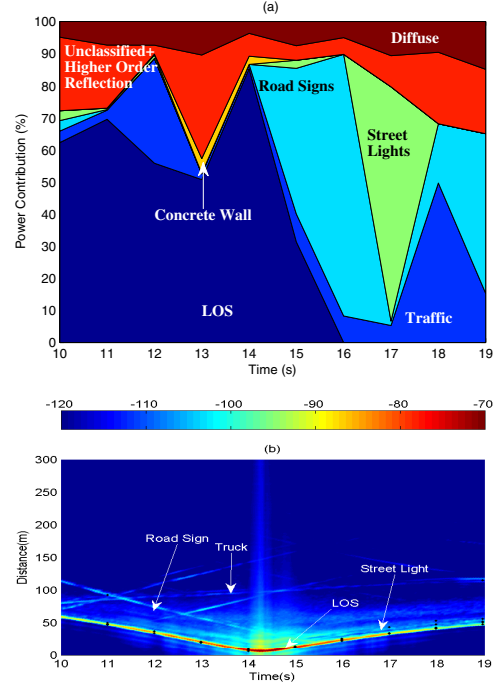 (a)
100
90
80
70
60
50
40
30
20
10
0
Power Contribution (%)
Diffuse
Unclassified+
Higher Order
Reflection
Road Signs
Street
Lights
Concrete Wall
LOS
Traffic
10 11 12 13 14 15 16 17 18 19
Time (s)
-120 -110 -100 -90 -80 -70
(b)
300
250
200
150
100
50
0
Distance(m)
Road Sign
Truck
Street Light
LOS
10 11 12 13 14 15 16 17 18 19
Time(s)